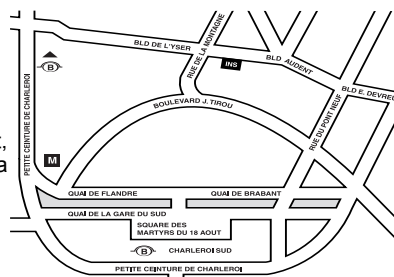 BLD DE L'YSER
RUE DE LA MONTAGNE
INS
BLD AUDENT
BLD E. DEVREU
B
PETITE CEINTURE DE CHARLEROI
BOULEVARD J. TIROU
RUE DU PONT NEUF
t,
a
M
QUAI DE FLANDRE
QUAI DE BRABANT
QUAI DE LA GARE DU SUD
SQUARE DES
MARTYRS DU 18 AOUT
B
CHARLEROI SUD
PETITE CEINTURE DE CHARLEROI